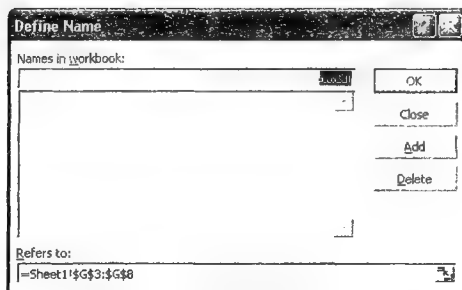 Define Name
Names in workbook:
OK
Close
Add
Delete
Refers to:
=Sheet1!$G$3:$G$8